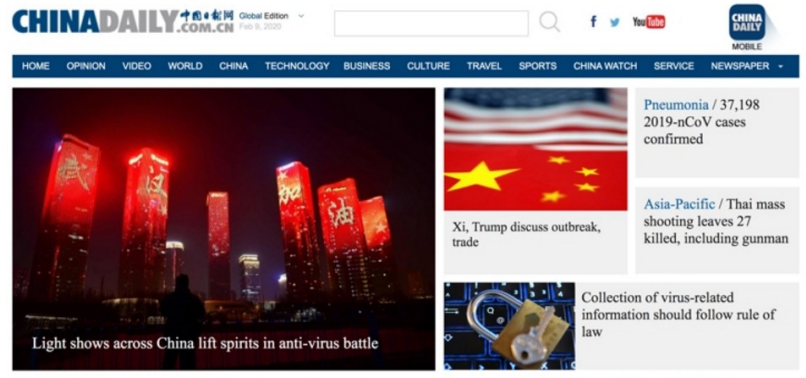 CHINADAILY 中国日报网
.COM.CN
Global Edition
Feb 9, 2020
You Tube
CHINA
DAILY
MOBILE
HOME OPINION VIDEO WORLD CHINA TECHNOLOGY BUSINESS CULTURE TRAVEL SPORTS CHINA WATCH SERVICE NEWSPAPER
汉
加
油
Light shows across China lift spirits in anti-virus battle
Xi, Trump discuss outbreak,
trade
Pneumonia / 37,198
2019-nCoV cases
confirmed
Asia-Pacific / Thai mass
shooting leaves 27
killed, including gunman
Collection of virus-related
information should follow rule of
law